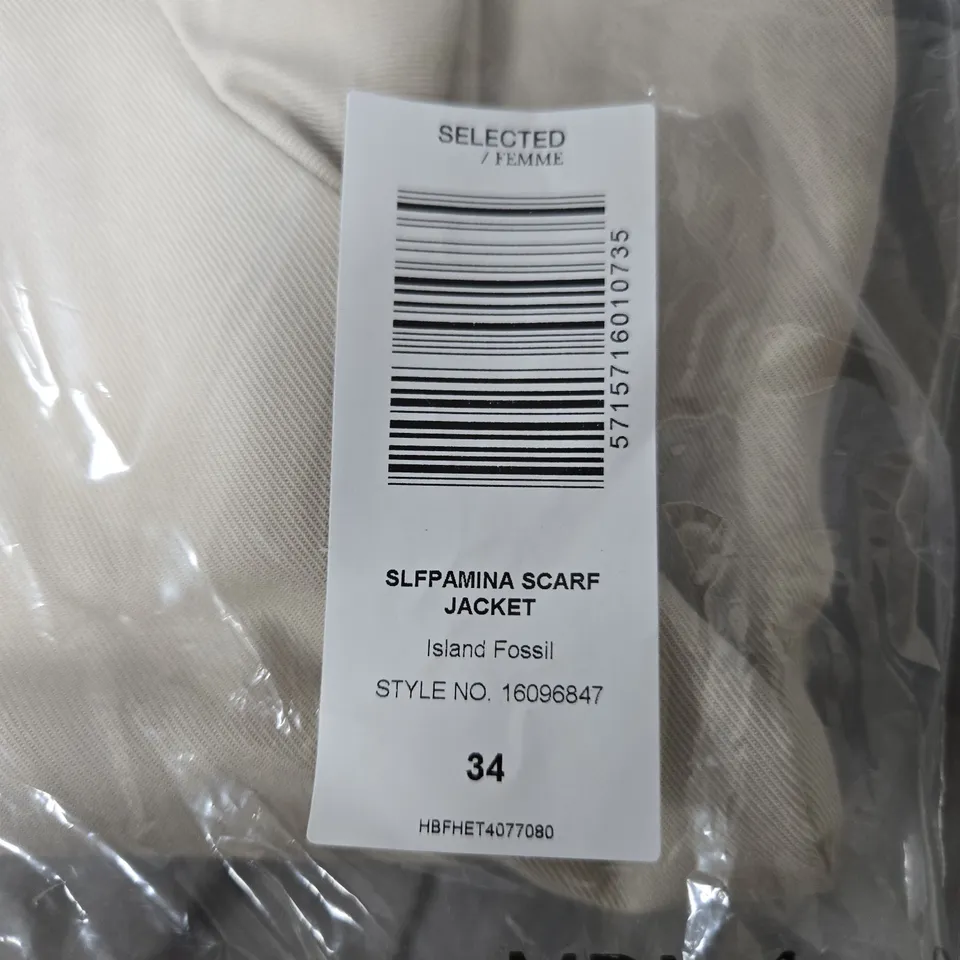 SELECTED
/ FEMME
5715716010735
SLFPAMINA SCARF
JACKET
Island Fossil
STYLE NO. 16096847
34
HBFHET4077080